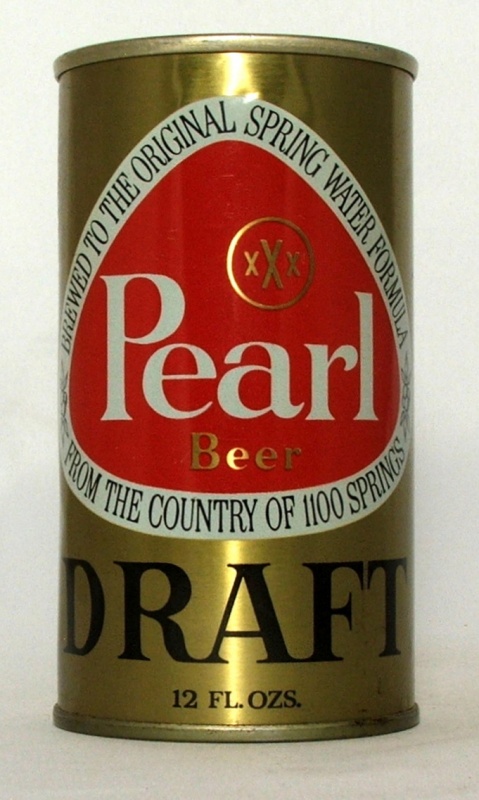 BREWED TO THE ORIGINAL SPRING WATER FORMULA
xXx
Pearl
Beer
FROM THE COUNTRY OF 1100 SPRINGS
DRAFT
12 FL. OZS.